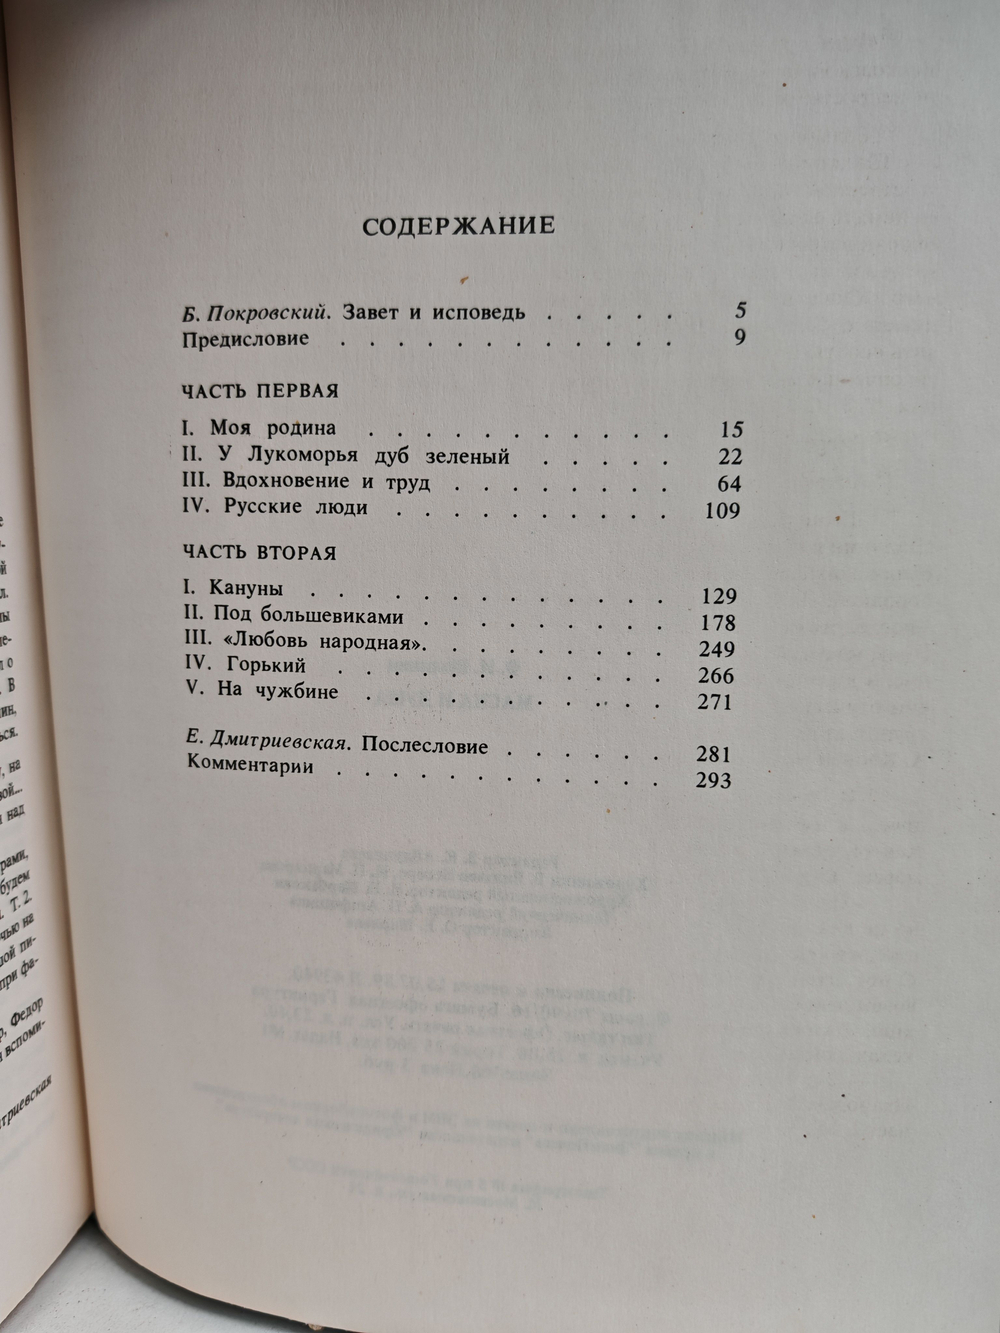 СОДЕРЖАНИЕ
Б. Покровский. Завет и исповедь . . . . . 5
Предисловие . . . . . . . . . . . . 9
ЧАСТЬ ПЕРВАЯ
I. Моя родина . . . . . . . . . . . 15
II. У Лукоморья дуб зеленый . . . . . 22
III. Вдохновение и труд . . . . . . . . 64
IV. Русские люди . . . . . . . . . . 109
ЧАСТЬ ВТОРАЯ
I. Кануны . . . . . . . . . . . . . 129
II. Под большевиками . . . . . . . . . 178
III. «Любовь народная». . . . . . . . . 249
IV. Горький . . . . . . . . . . . . 266
V. На чужбине . . . . . . . . . . . 271
Е. Дмитриевская. Послесловие . . . . . . 281
Комментарии . . . . . . . . . . . . 293